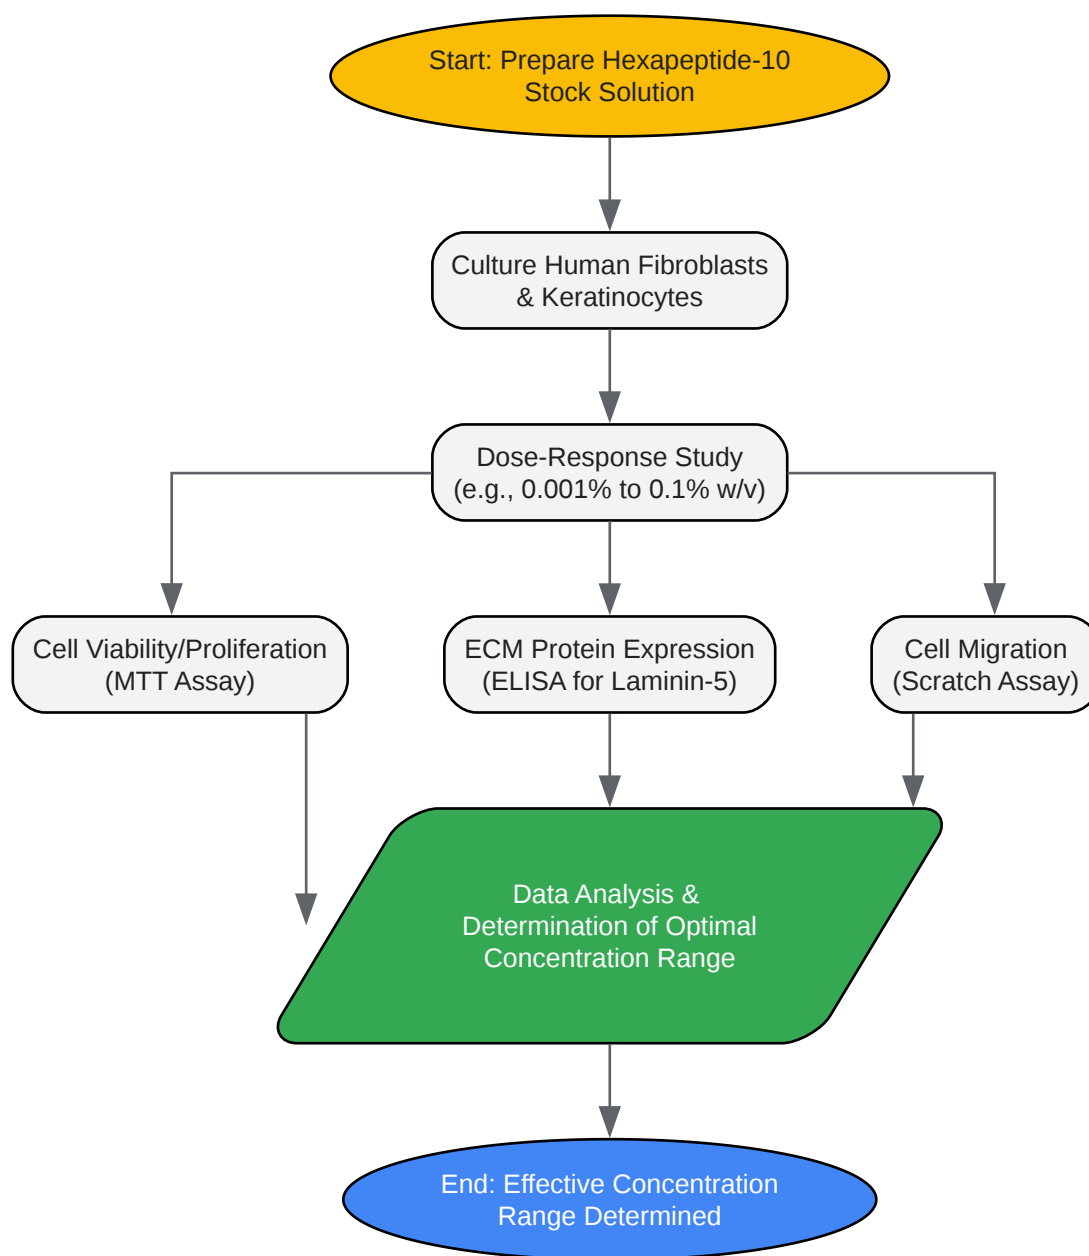 Start: Prepare Hexapeptide-10
Stock Solution
Culture Human Fibroblasts
& Keratinocytes
Dose-Response Study
(e.g., 0.001% to 0.1% w/v)
Cell Viability/Proliferation
(MTT Assay)
ECM Protein Expression
(ELISA for Laminin-5)
Cell Migration
(Scratch Assay)
Data Analysis &
Determination of Optimal
Concentration Range
End: Effective Concentration
Range Determined